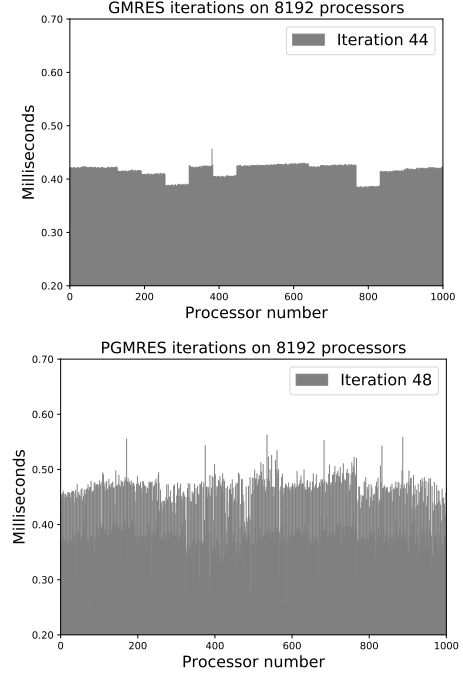 GMRES iterations on 8192 processors
0.70
0.60
0.50
0.40
0.30
0.20
Milliseconds
Iteration 44
0 200 400 600 800 1000
Processor number
PGMRES iterations on 8192 processors
0.70
0.60
0.50
0.40
0.30
0.20
Milliseconds
Iteration 48
0 200 400 600 800 1000
Processor number